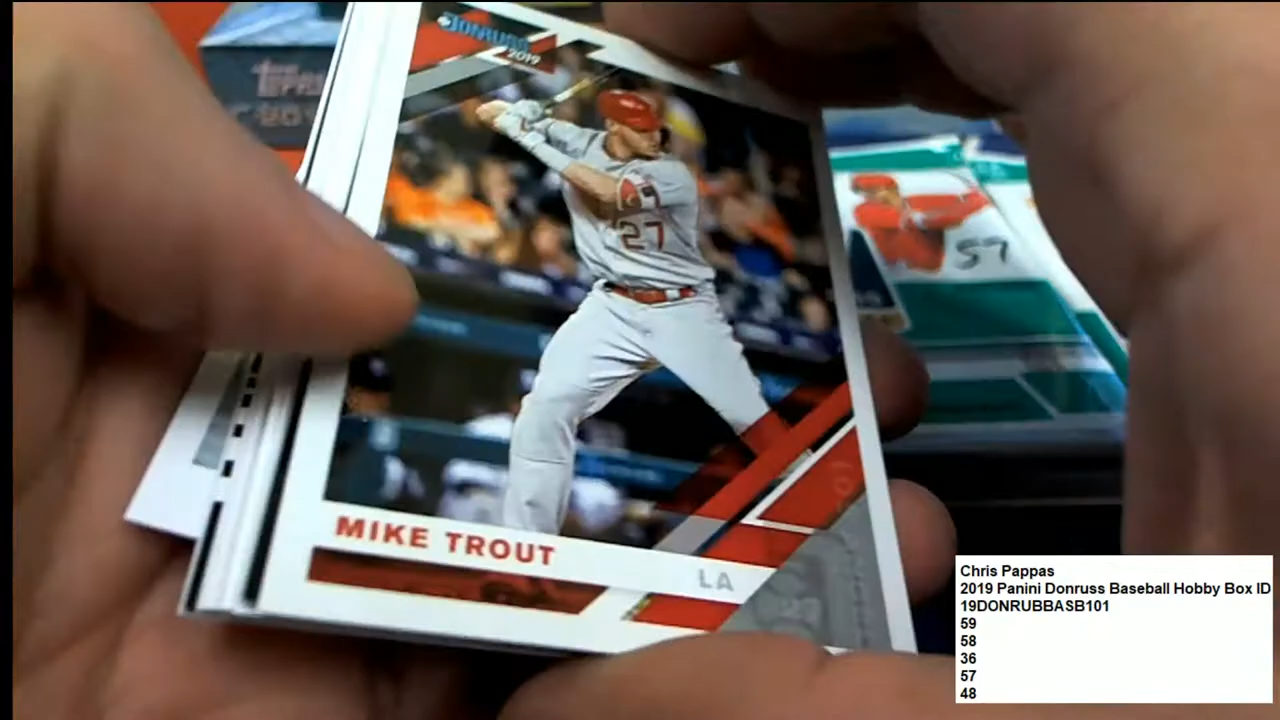 DONRUSS
2019
TOPPS
27
57
MIKE TROUT
LA
Chris Pappas
2019 Panini Donruss Baseball Hobby Box ID
19DONRUBBASB101
59
58
36
57
48